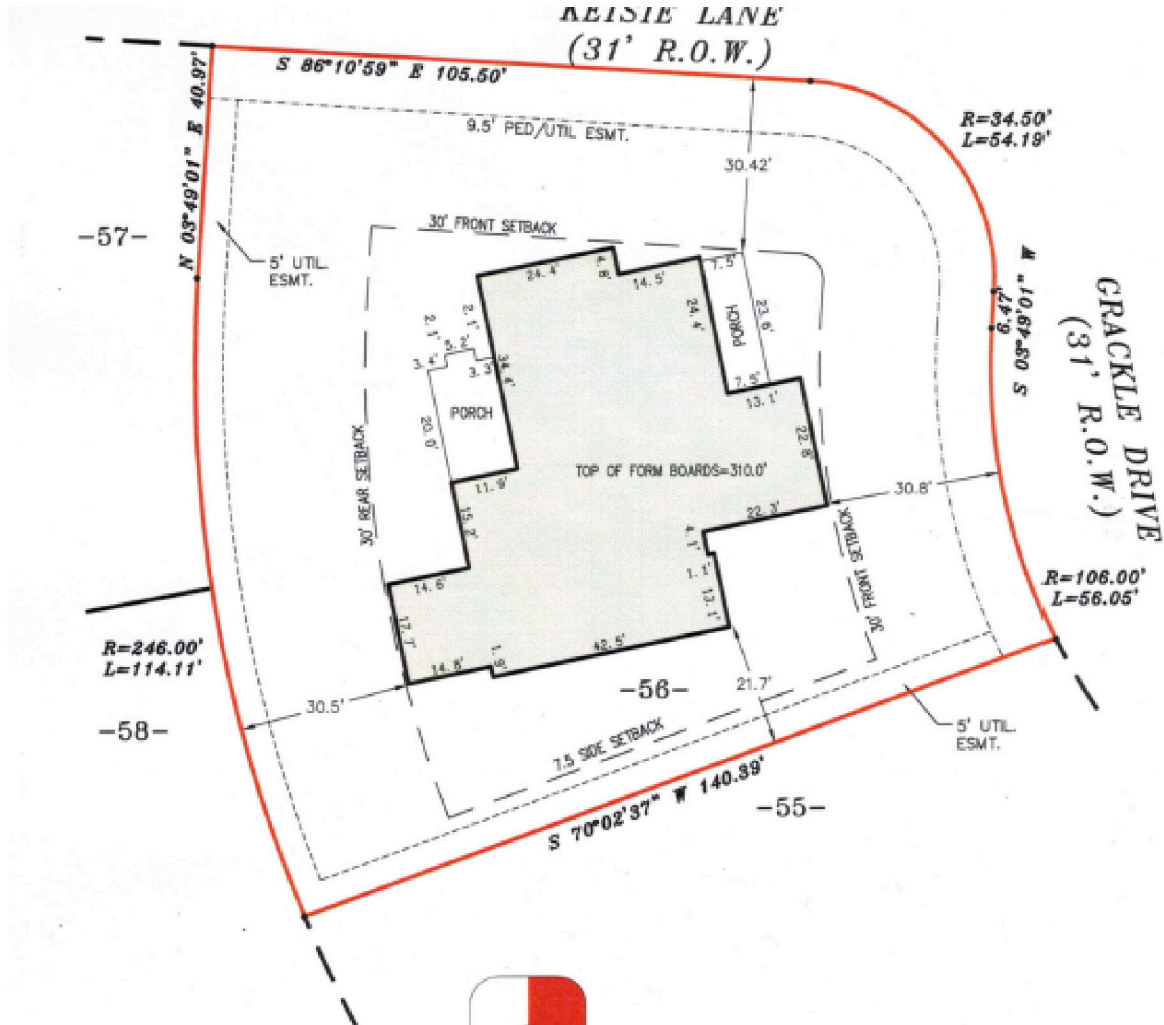 KEISIE LANE
(31' R.O.W.)
S 86°10'59" E 105.50'
N 03°49'01" E 40.97'
R=34.50'
L=54.19'
9.5' PED/UTIL ESMT.
30.42'
-57-
5' UTIL.
ESMT.
30' FRONT SETBACK
24.4'
4.8'
14.5'
7.5'
S 03°49'01" W
6.47'
GRACKLE DRIVE
(31' R.O.W.)
2.1'
2.1'
3.4'
3.3'
34.4'
24.4'
PORCH
23.6'
7.5'
13.1'
PORCH
20.0'
22.8'
30' REAR SETBACK
TOP OF FORM BOARDS=310.0'
11.9'
30.8'
15.2'
22.3'
4.1'
1.1'
13.1'
30' FRONT SETBACK
14.6'
17.7'
R=106.00'
L=56.05'
R=246.00'
L=114.11'
14.8'
1.9'
42.5'
-56-
21.7'
30.5'
-58-
7.5 SIDE SETBACK
5' UTIL.
ESMT.
S 70°02'37" W 140.39'
-55-